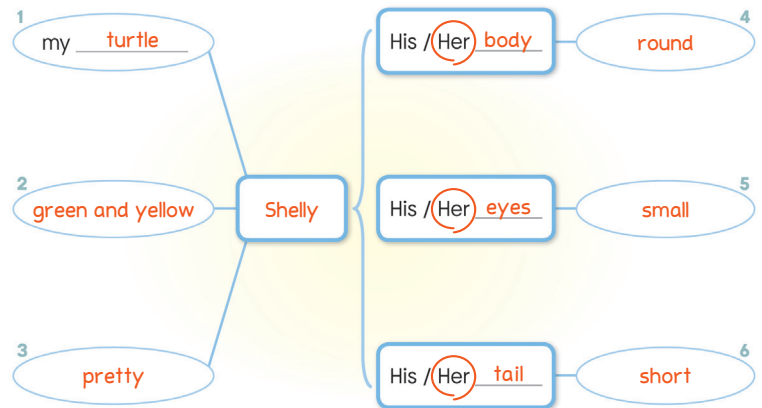 1
my turtle
His / Her body
4
round
2
green and yellow
Shelly
His / Her eyes
5
small
3
pretty
His / Her tail
6
short